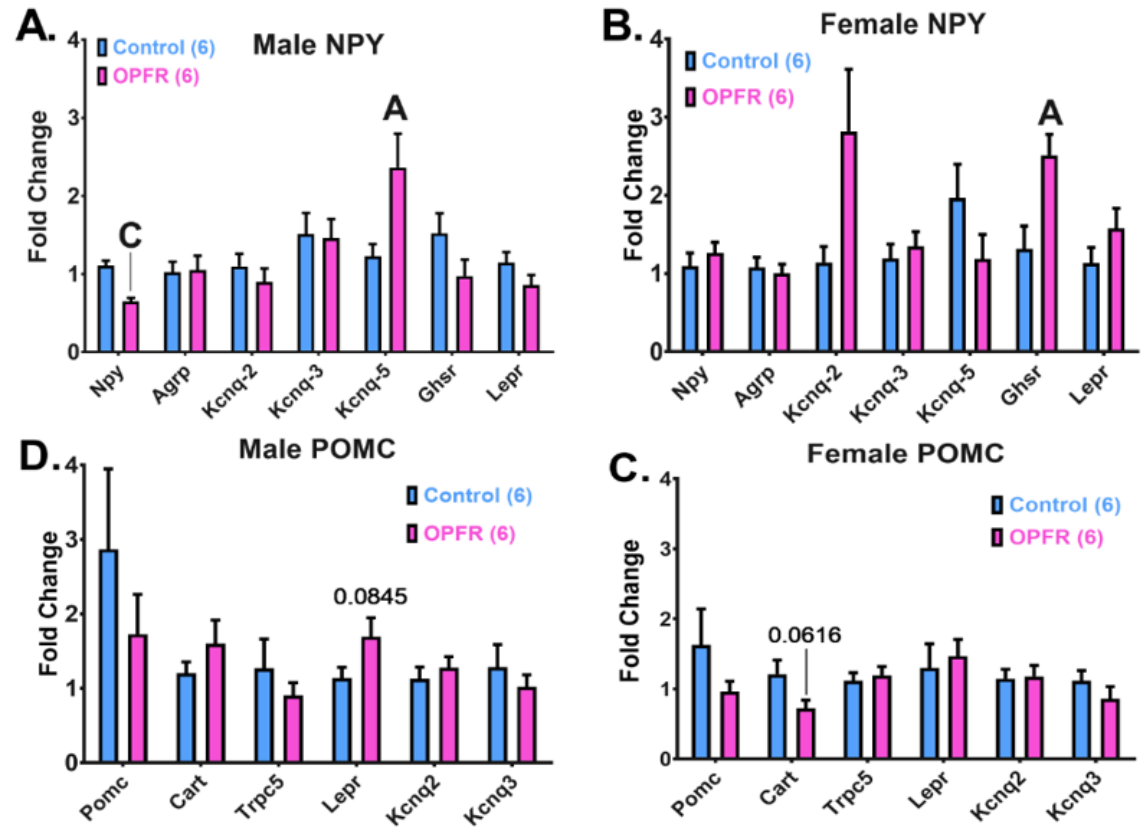 A.
Male NPY
Control (6)
OPFR (6)
Fold Change
4
3
2
1
0
C
A
Npy
Agrp
Kcnq-2
Kcnq-3
Kcnq-5
Ghsr
Lepr
B.
Female NPY
Control (6)
OPFR (6)
Fold Change
4
3
2
1
0
A
Npy
Agrp
Kcnq-2
Kcnq-3
Kcnq-5
Ghsr
Lepr
D.
Male POMC
Control (6)
OPFR (6)
Fold Change
4
3
2
1
0
0.0845
Pomc
Cart
Trpc5
Lepr
Kcnq2
Kcnq3
C.
Female POMC
Control (6)
OPFR (6)
Fold Change
4
3
2
1
0
0.0616
Pomc
Cart
Trpc5
Lepr
Kcnq2
Kcnq3